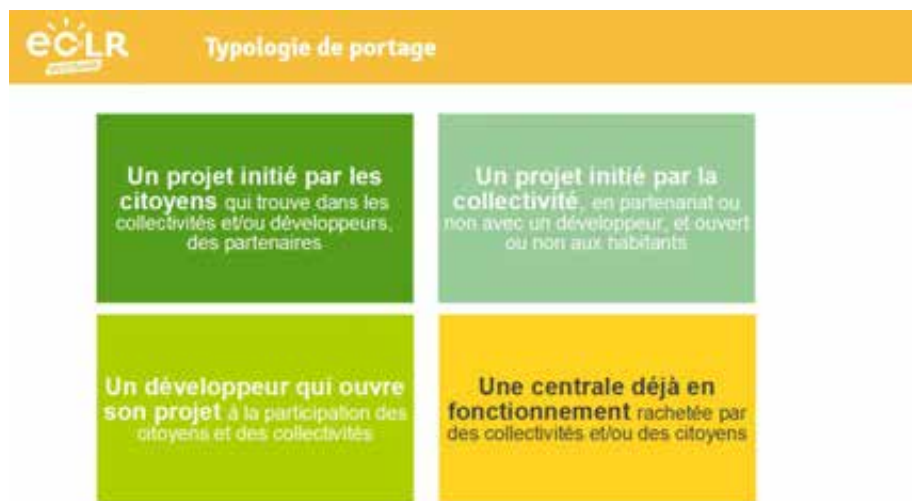 eCLR
Typologie de portage
Un projet initié par les
citoyens qui trouve dans les
collectivités et/ou développeurs,
des partenaires
Un projet initié par la
collectivité, en partenariat ou
non avec un développeur, et ouvert
ou non aux habitants
Un développeur qui ouvre
son projet à la participation des
citoyens et des collectivités
Une centrale déjà en
fonctionnement rachetée par
des collectivités et/ou des citoyens